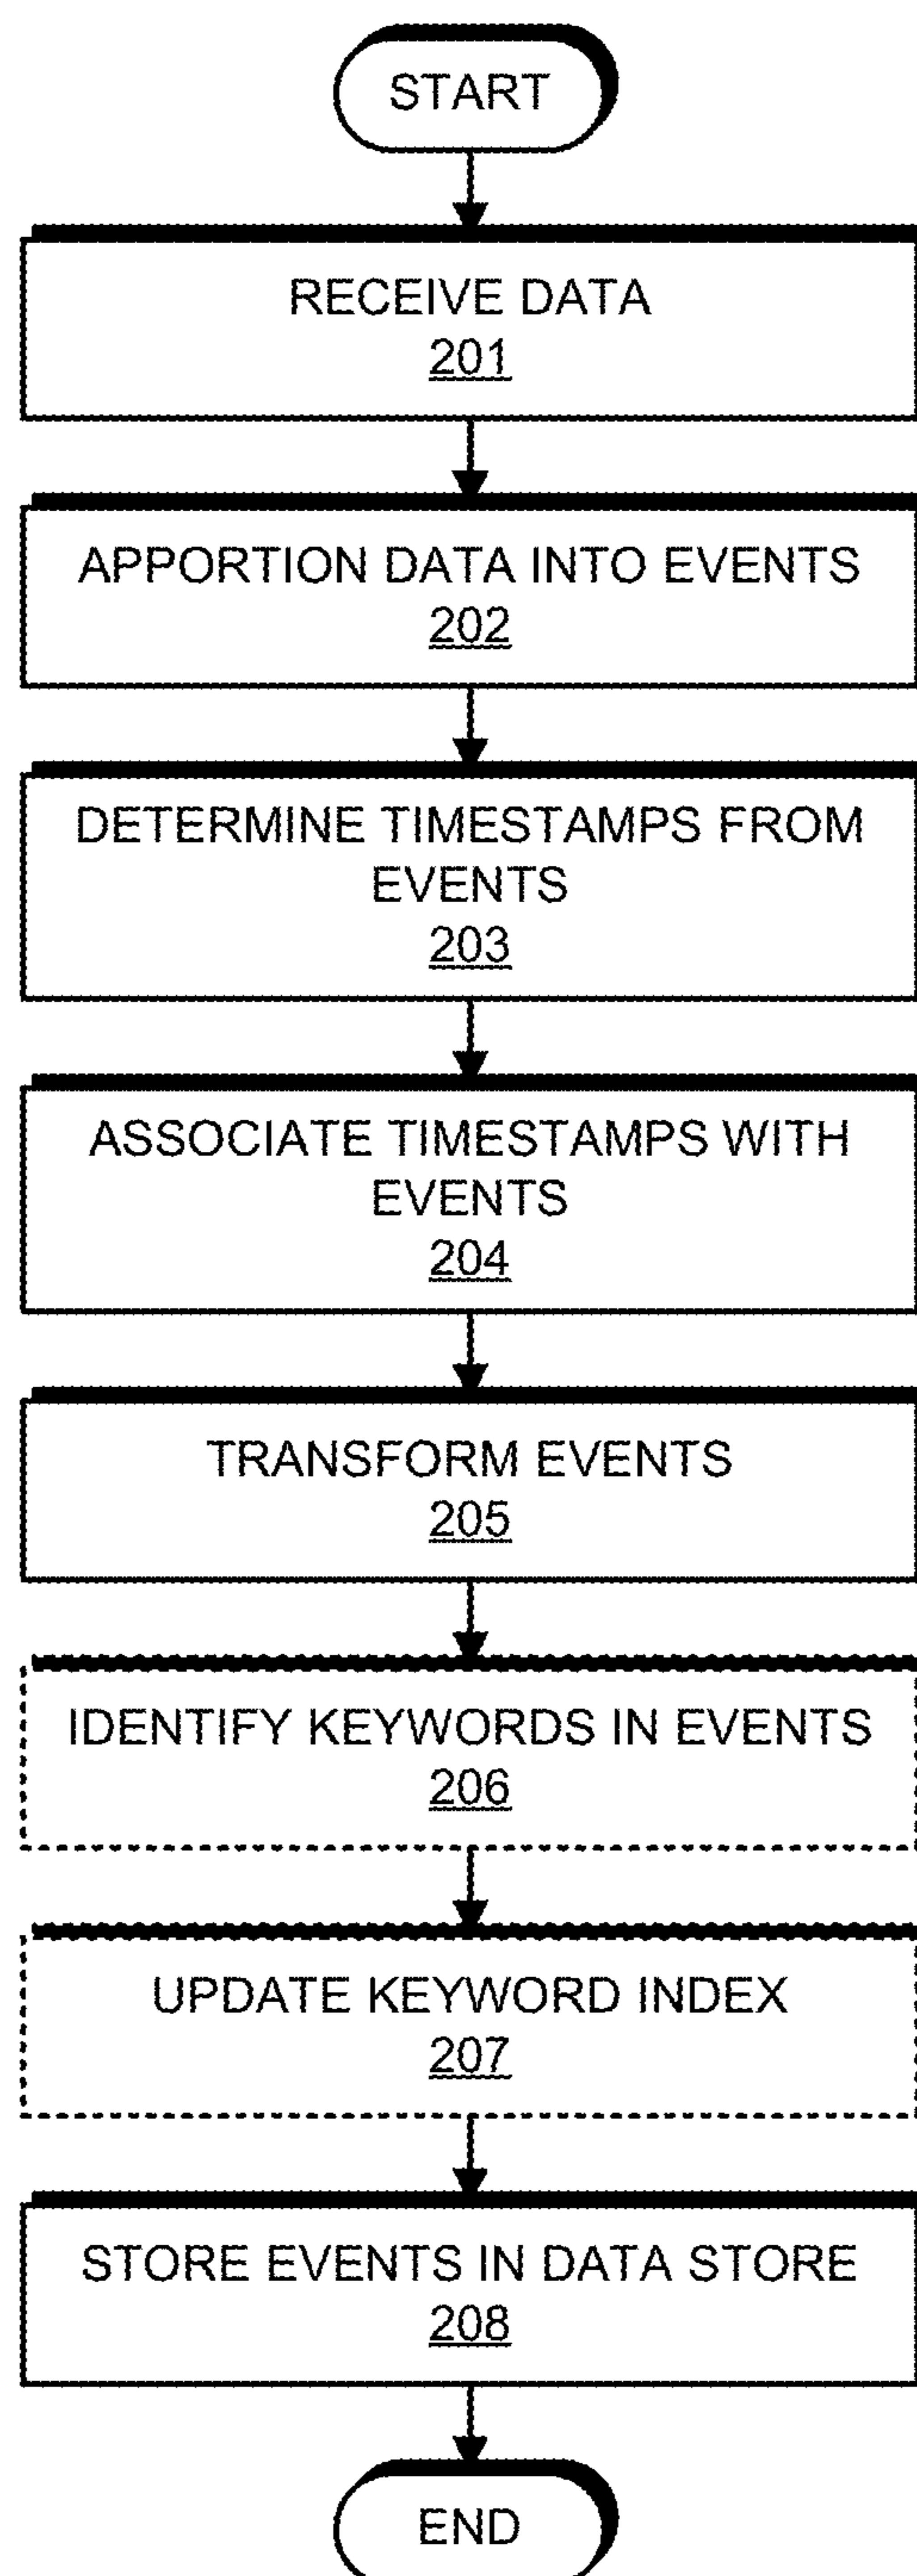 START
RECEIVE DATA
201
APPORTION DATA INTO EVENTS
202
DETERMINE TIMESTAMPS FROM
EVENTS
203
ASSOCIATE TIMESTAMPS WITH
EVENTS
204
TRANSFORM EVENTS
205
IDENTIFY KEYWORDS IN EVENTS
206
UPDATE KEYWORD INDEX
207
STORE EVENTS IN DATA STORE
208
END